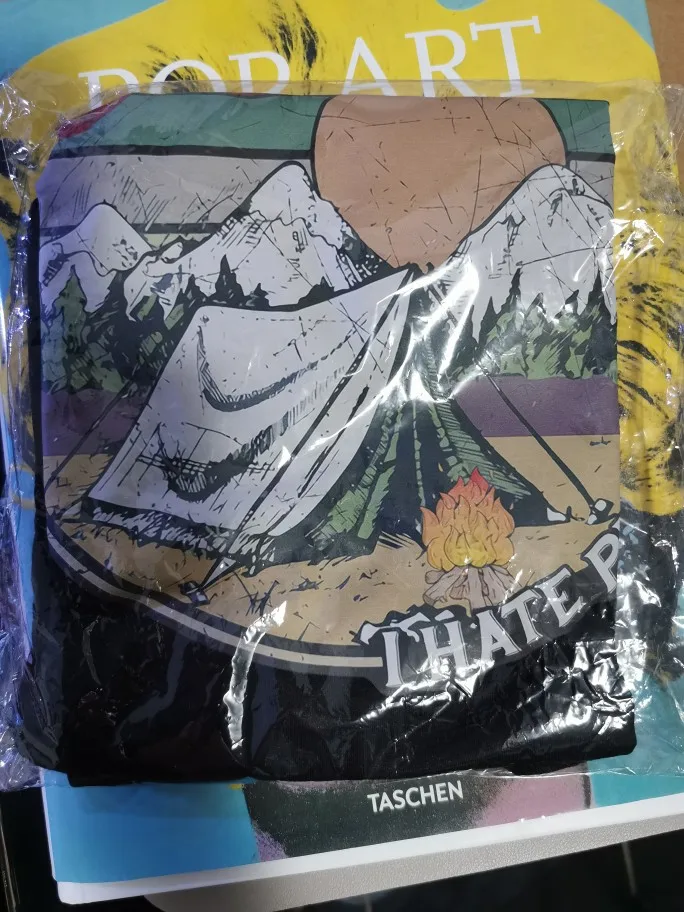 POP ART
I HATE P
TASCHEN